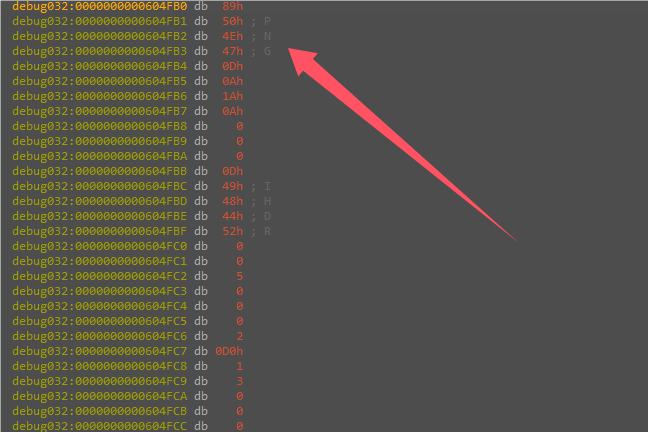 debug032:0000000000604FB0 db 89h
debug032:0000000000604FB1 db 50h ; P
debug032:0000000000604FB2 db 4Eh ; N
debug032:0000000000604FB3 db 47h ; G
debug032:0000000000604FB4 db 0Dh
debug032:0000000000604FB5 db 0Ah
debug032:0000000000604FB6 db 1Ah
debug032:0000000000604FB7 db 0Ah
debug032:0000000000604FB8 db 0
debug032:0000000000604FB9 db 0
debug032:0000000000604FBA db 0
debug032:0000000000604FBB db 0Dh
debug032:0000000000604FBC db 49h ; I
debug032:0000000000604FBD db 48h ; H
debug032:0000000000604FBE db 44h ; D
debug032:0000000000604FBF db 52h ; R
debug032:0000000000604FC0 db 0
debug032:0000000000604FC1 db 0
debug032:0000000000604FC2 db 5
debug032:0000000000604FC3 db 0
debug032:0000000000604FC4 db 0
debug032:0000000000604FC5 db 0
debug032:0000000000604FC6 db 2
debug032:0000000000604FC7 db 0D0h
debug032:0000000000604FC8 db 1
debug032:0000000000604FC9 db 3
debug032:0000000000604FCA db 0
debug032:0000000000604FCB db 0
debug032:0000000000604FCC db 0